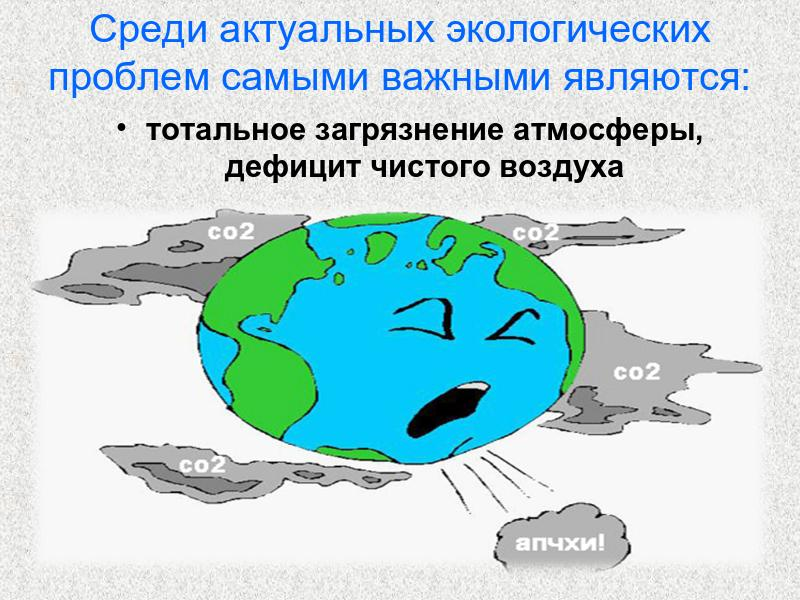 Среди актуальных экологических
проблем самыми важными являются:
• тотальное загрязнение атмосферы,
дефицит чистого воздуха
co2
co2
co2
co2
апчхи!